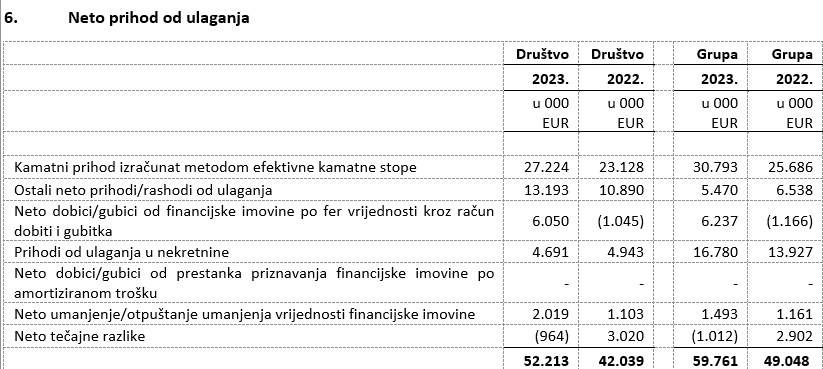 6. Neto prihod od ulaganja
Društvo Društvo Grupa Grupa
2023. 2022. 2023. 2022.
u 000 u 000 u 000 u 000
EUR EUR EUR EUR
Kamatni prihod izračunat metodom efektivne kamatne stope 27.224 23.128 30.793 25.686
Ostali neto prihodi/rashodi od ulaganja 13.193 10.890 5.470 6.538
Neto dobici/gubici od financijske imovine po fer vrijednosti kroz račun
dobiti i gubitka 6.050 (1.045) 6.237 (1.166)
Prihodi od ulaganja u nekretnine 4.691 4.943 16.780 13.927
Neto dobici/gubici od prestanka priznavanja financijske imovine po
amortiziranom trošku - - - -
Neto umanjenje/otpuštanje umanjenja vrijednosti financijske imovine 2.019 1.103 1.493 1.161
Neto tečajne razlike (964) 3.020 (1.012) 2.902
52.213 42.039 59.761 49.048